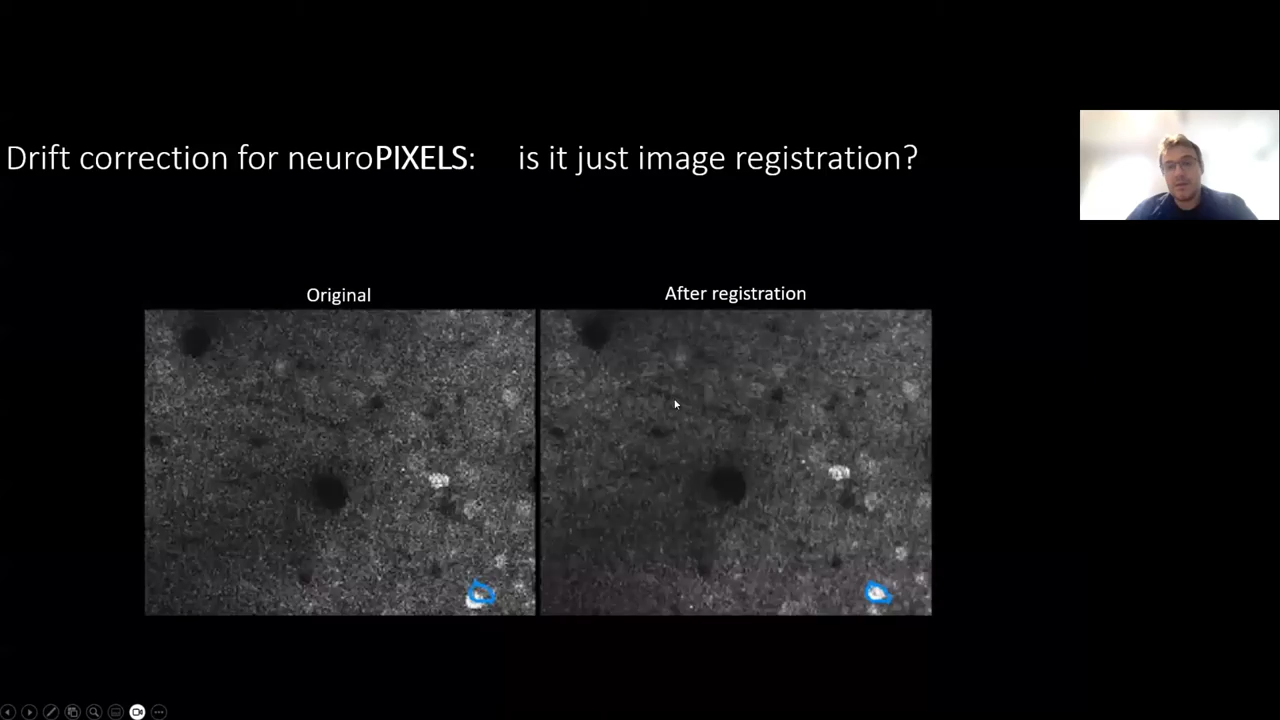 Drift correction for neuroPIXELS: is it just image registration?
Original
After registration